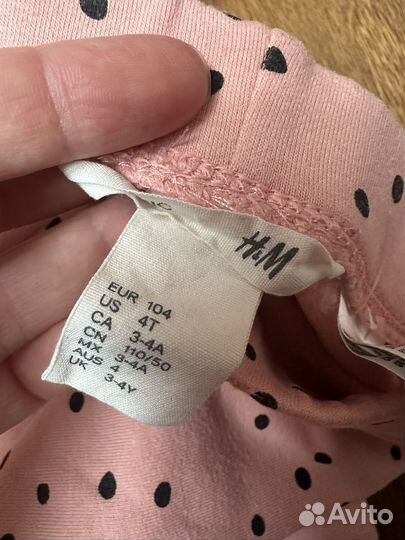 H&M
EUR 104
US 4T
CA 3-4A
CN 110/50
MX 3-4A
AUS 4
UK 3-4Y
Avito